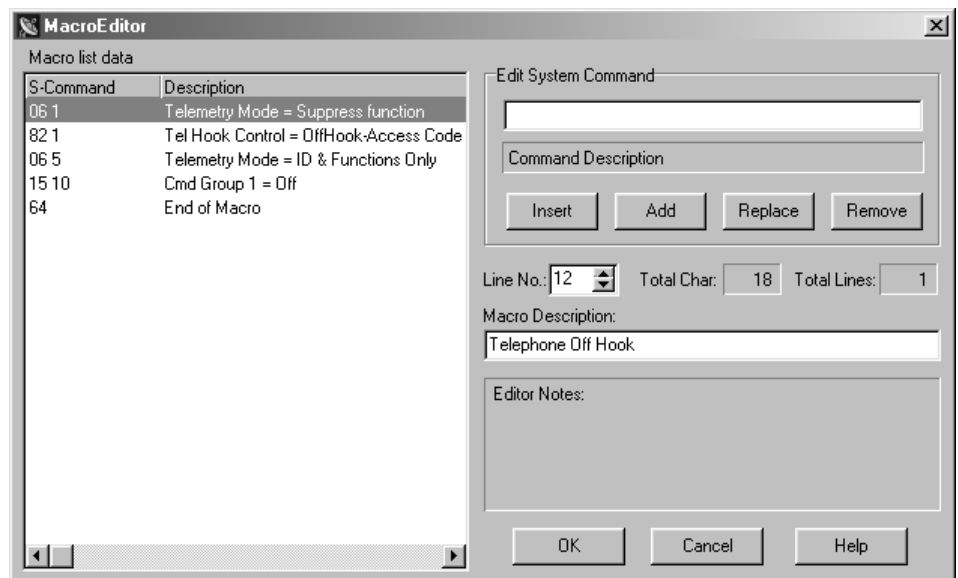 MacroEditor
Macro list data
S-Command Description
06 1 Telemetry Mode = Suppress function
82 1 Tel Hook Control = OffHook-Access Code
06 5 Telemetry Mode = ID & Functions Only
15 10 Cmd Group 1 = Off
64 End of Macro
Edit System Command
Command Description
Insert Add Replace Remove
Line No.: 12 Total Char: 18 Total Lines: 1
Macro Description:
Telephone Off Hook
Editor Notes:
OK Cancel Help